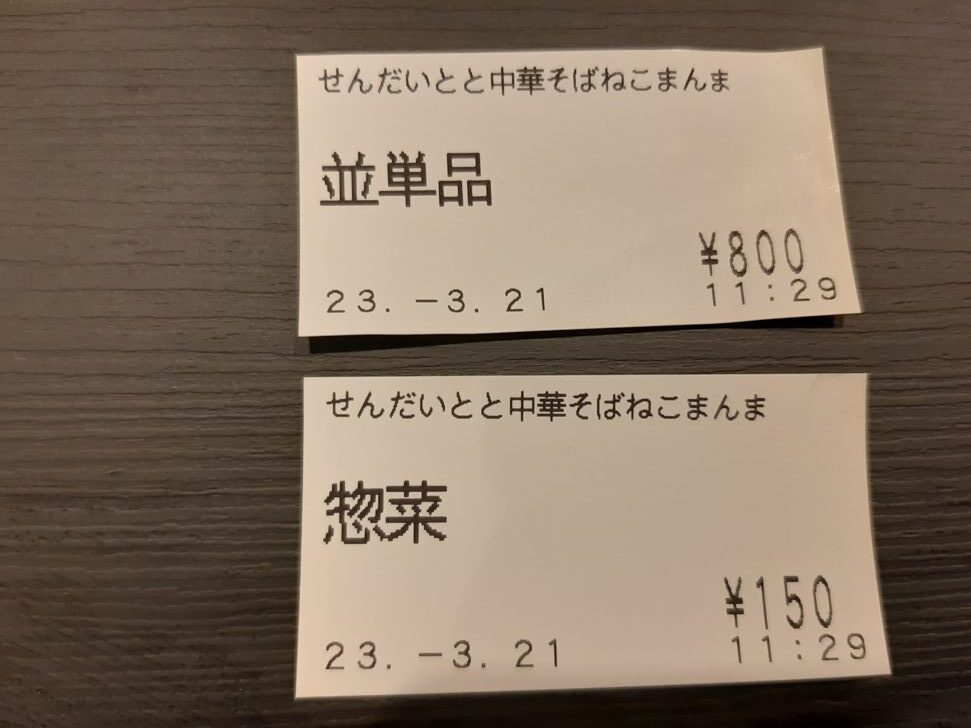 せんだいとと中華そばねこまんま
並単品
¥800
23.-3.21 11:29
せんだいとと中華そばねこまんま
惣菜
¥150
23.-3.21 11:29